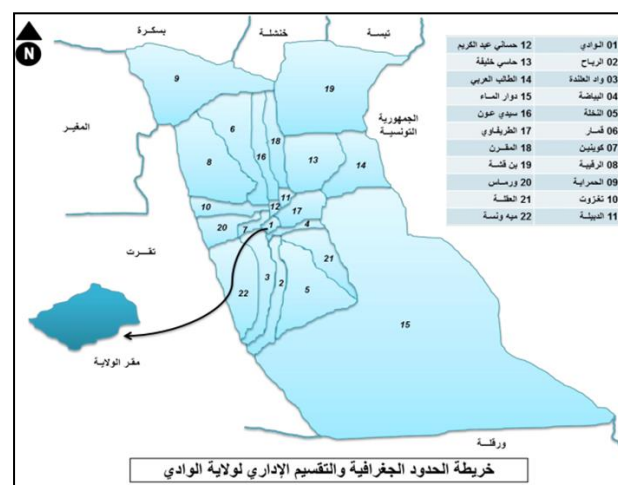 N
بسكرة
خنشلة
تبسة
المغير
الجمهورية
التونسية
تقرت
ورقلة
مقر الولاية
01 الوادي
02 الرباح
03 واد العلندة
04 البياضة
05 النخلة
06 قمار
07 كوينين
08 الرقيبة
09 الحمراية
10 تغزوت
11 الدبيلة
12 حساني عبد الكريم
13 حاسي خليفة
14 الطالب العربي
15 دوار الماء
16 سيدي عون
17 الطريفاوي
18 المقرن
19 بن قشة
20 ورماس
21 العقلة
22 ميه ونسة
9
19
6
18
8
16
13
14
11
10
12
17
20
7
1
4
21
3
2
22
5
15
خريطة الحدود الجغرافية والتقسيم الإداري لولاية الوادي